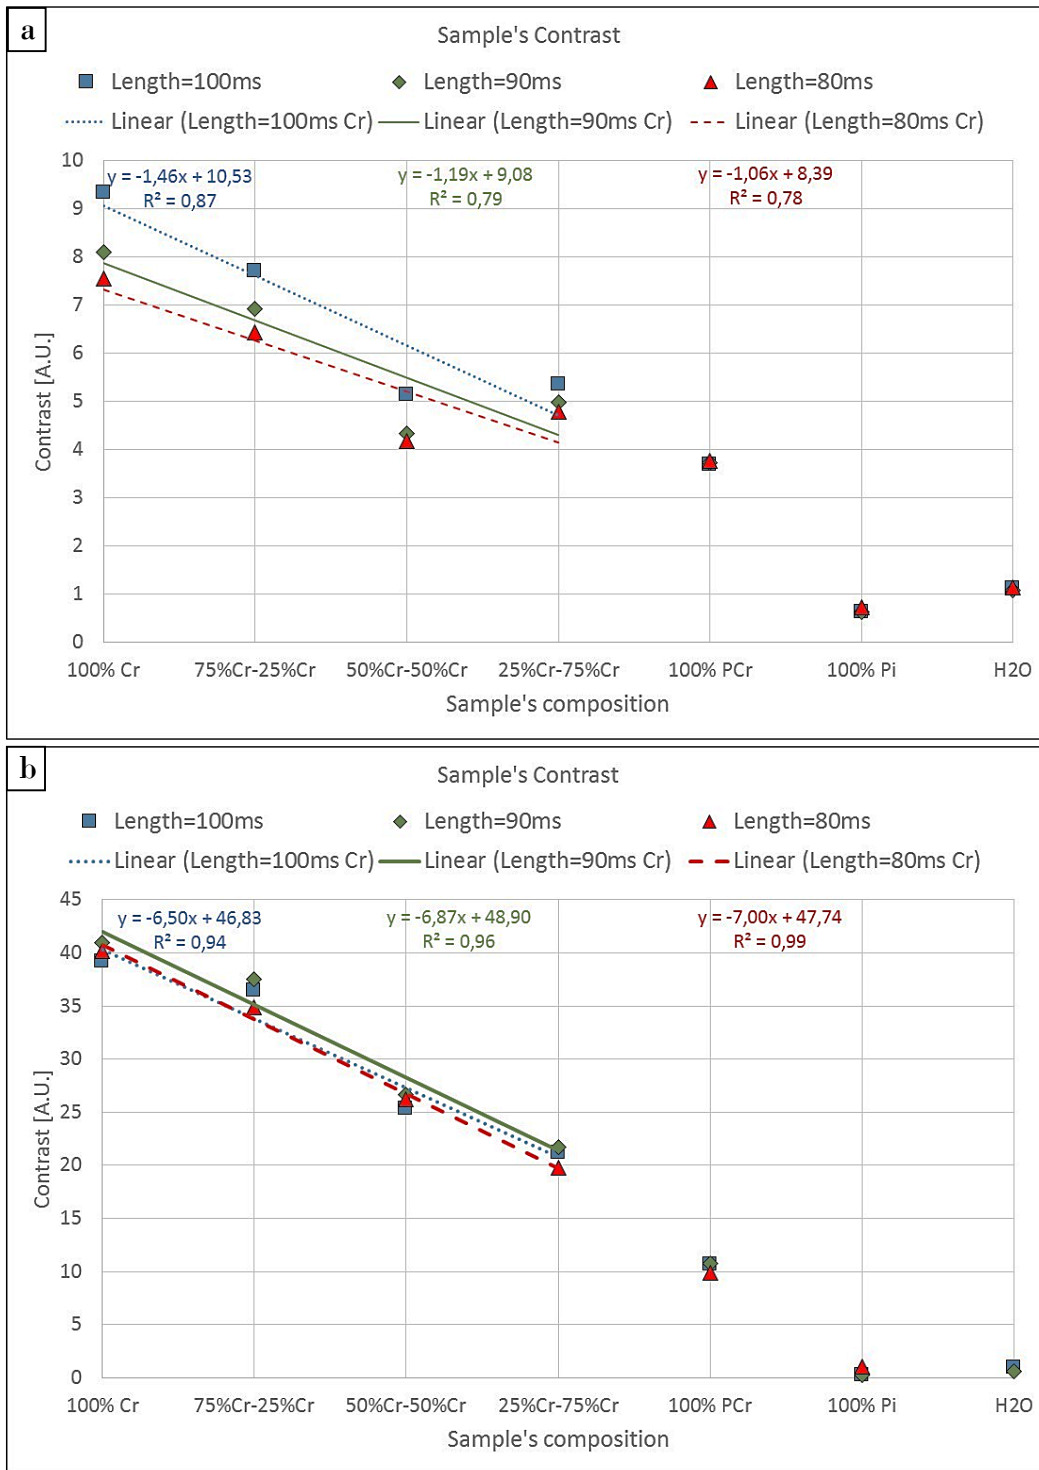 a
Sample's Contrast
Length=100ms Length=90ms Length=80ms
Linear (Length=100ms Cr) Linear (Length=90ms Cr) Linear (Length=80ms Cr)
y = -1,46x + 10,53 y = -1,19x + 9,08 y = -1,06x + 8,39
R² = 0,87 R² = 0,79 R² = 0,78
10
9
8
7
6
5
4
3
2
1
0
Contrast [A.U.]
100% Cr 75%Cr-25%Cr 50%Cr-50%Cr 25%Cr-75%Cr 100% PCr 100% Pi H2O
Sample's composition
b
Sample's Contrast
Length=100ms Length=90ms Length=80ms
Linear (Length=100ms Cr) Linear (Length=90ms Cr) Linear (Length=80ms Cr)
y = -6,50x + 46,83 y = -6,87x + 48,90 y = -7,00x + 47,74
R² = 0,94 R² = 0,96 R² = 0,99
45
40
35
30
25
20
15
10
5
0
Contrast [A.U.]
100% Cr 75%Cr-25%Cr 50%Cr-50%Cr 25%Cr-75%Cr 100% PCr 100% Pi H2O
Sample's composition